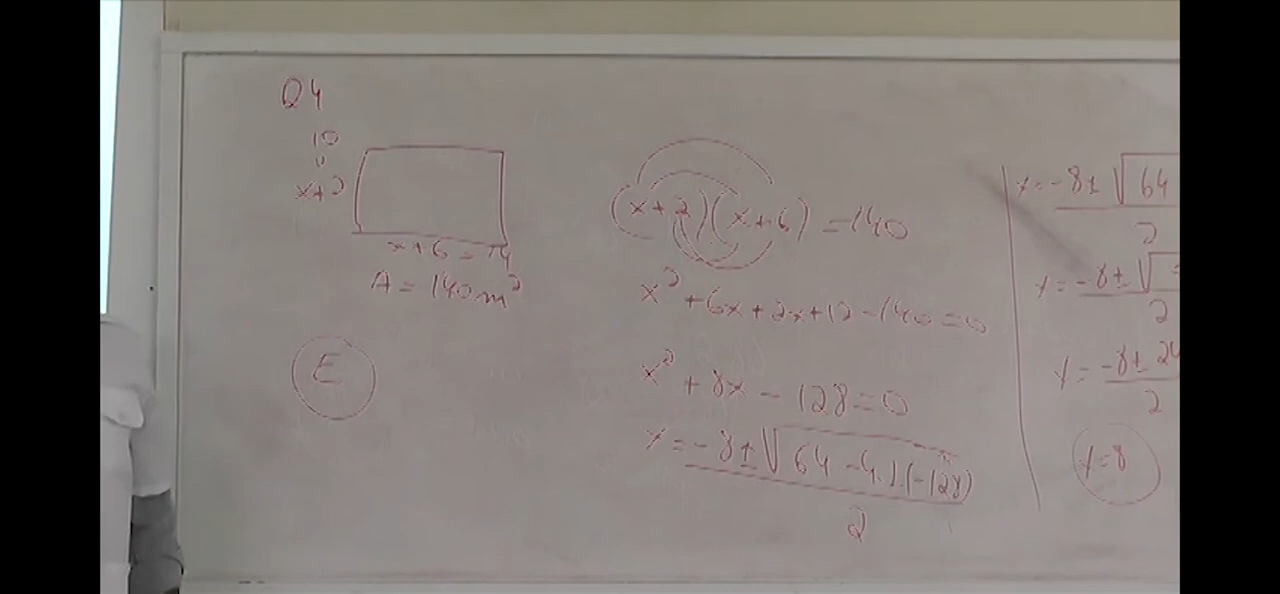 Q4
10
x+2
x+6 = 14
A = 140m²
E
(x+2)(x+6) = 140
x² + 6x + 2x + 12 - 140 = 0
x² + 8x - 128 = 0
x = -8 ± √64 - 4.1.(-128)
2
x = -8 ± √64
2
x = -8 ± √
2
x = -8 ± 24
2
x = 8